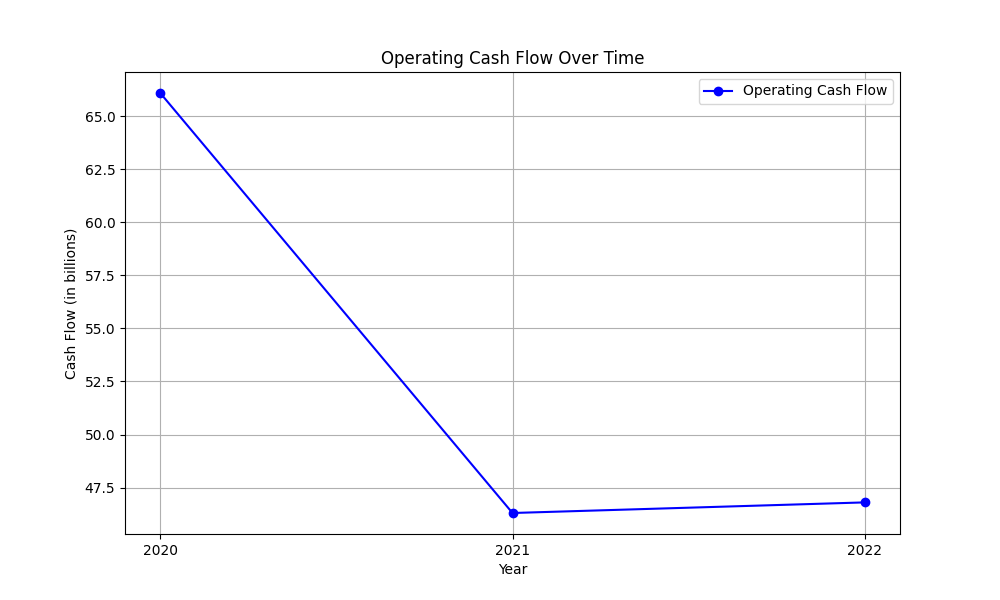 Operating Cash Flow Over Time
Operating Cash Flow
65.0
62.5
60.0
57.5
55.0
52.5
50.0
47.5
Cash Flow (in billions)
2020 2021 2022
Year